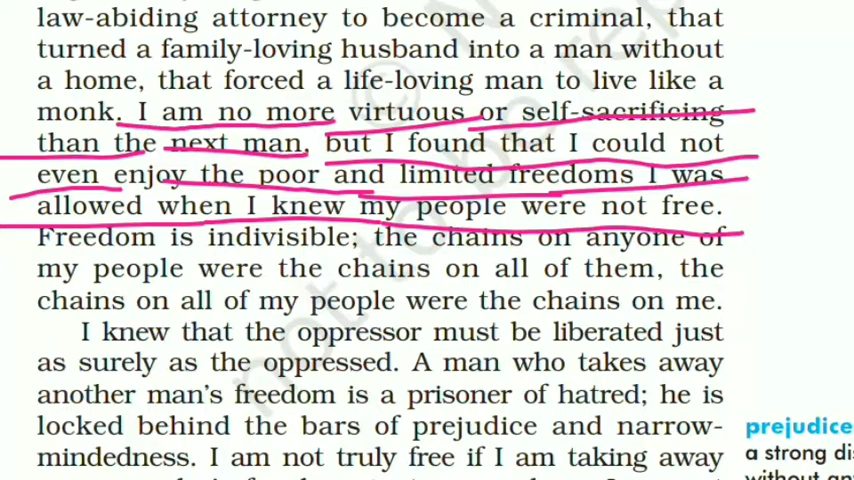 law-abiding attorney to become a criminal, that
turned a family-loving husband into a man without
a home, that forced a life-loving man to live like a
monk. I am no more virtuous or self-sacrificing
than the next man, but I found that I could not
even enjoy the poor and limited freedoms I was
allowed when I knew my people were not free.
Freedom is indivisible; the chains on anyone of
my people were the chains on all of them, the
chains on all of my people were the chains on me.
I knew that the oppressor must be liberated just
as surely as the oppressed. A man who takes away
another man's freedom is a prisoner of hatred; he is
locked behind the bars of prejudice and narrow-
mindedness. I am not truly free if I am taking away
prejudice
a strong
without
not to be